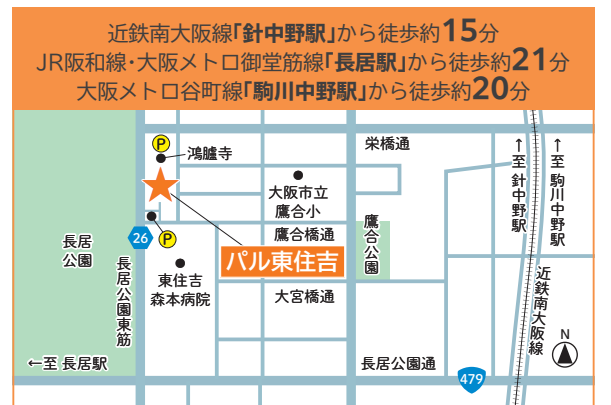 近鉄南大阪線「針中野駅」から徒歩約15分
JR阪和線・大阪メトロ御堂筋線「長居駅」から徒歩約21分
大阪メトロ谷町線「駒川中野駅」から徒歩約20分
P
鴻臚寺
栄橋通
←至 針中野駅
←至 駒川中野駅
大阪市立
鷹合小
P
鷹合橋通
鷹合公園
長居
公園
26
パル東住吉
長居公園東筋
東住吉
森本病院
大宮橋通
近鉄南大阪線
N
←至 長居駅
長居公園通
479